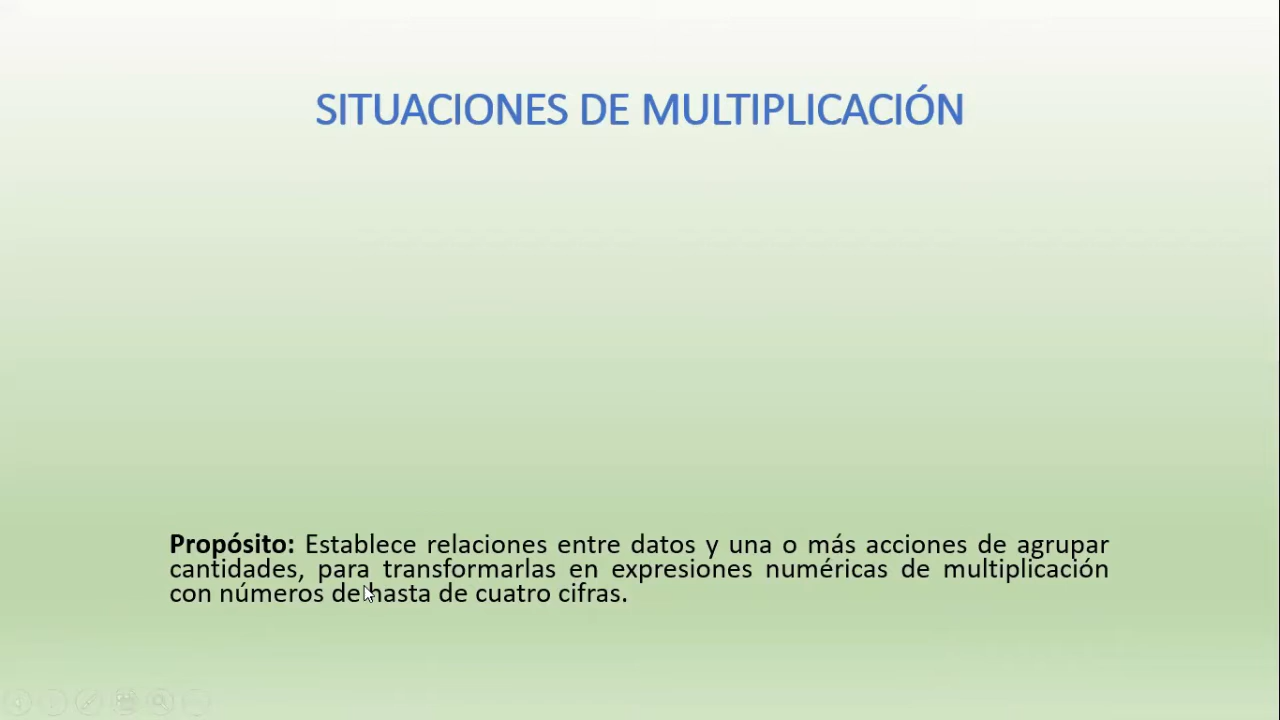 SITUACIONES DE MULTIPLICACIÓN
Propósito: Establece relaciones entre datos y una o más acciones de agrupar
cantidades, para transformarlas en expresiones numéricas de multiplicación
con números de hasta de cuatro cifras.